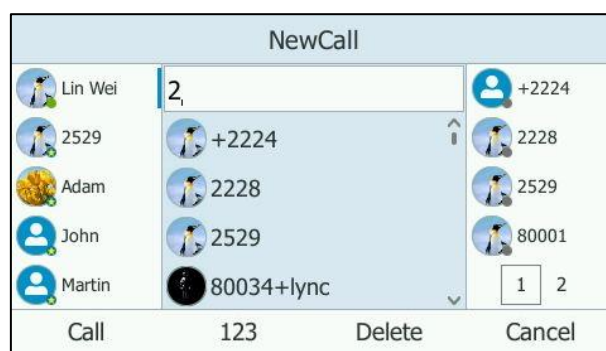 NewCall
Lin Wei
2529
Adam
John
Martin
2
+2224
2228
2529
80034+lync
+2224
2228
2529
80001
1 2
Call 123 Delete Cancel